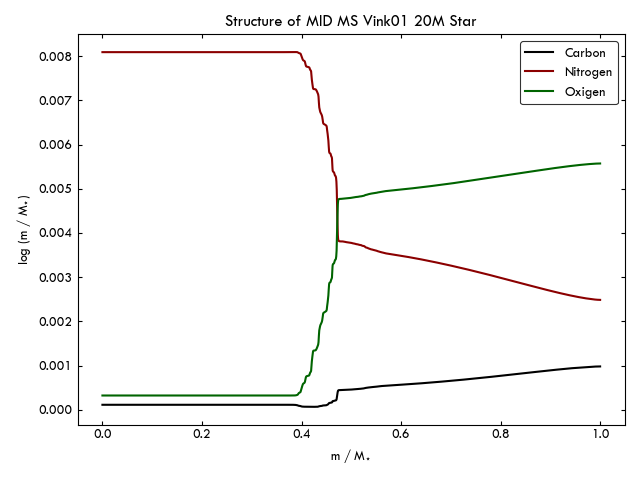 Structure of MID MS Vink01 20M Star
Carbon
Nitrogen
Oxigen
0.008
0.007
0.006
0.005
0.004
0.003
0.002
0.001
0.000
log (m / M⋆)
0.0 0.2 0.4 0.6 0.8 1.0
m / M⋆